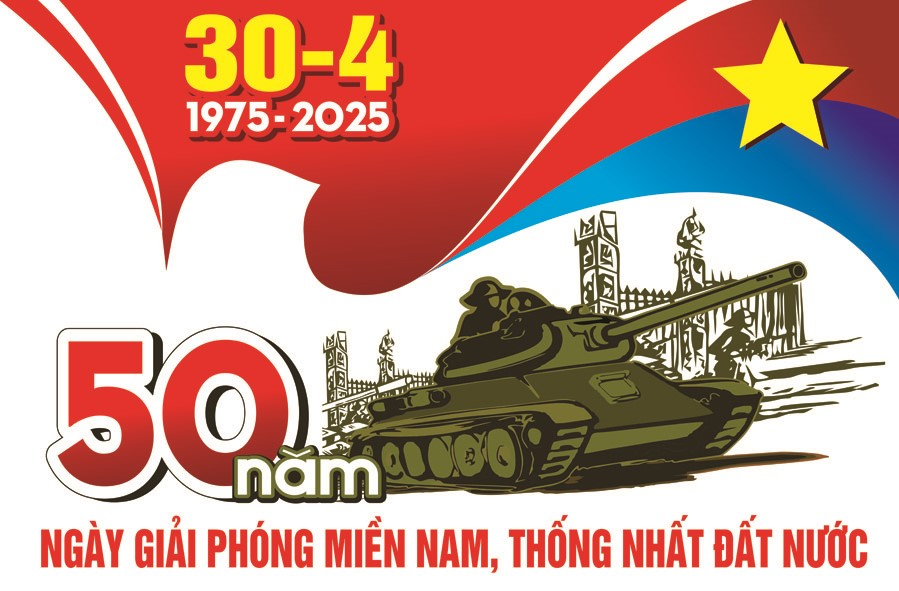 30-4
1975-2025
50
năm
NGÀY GIẢI PHÓNG MIỀN NAM, THỐNG NHẤT ĐẤT NƯỚC